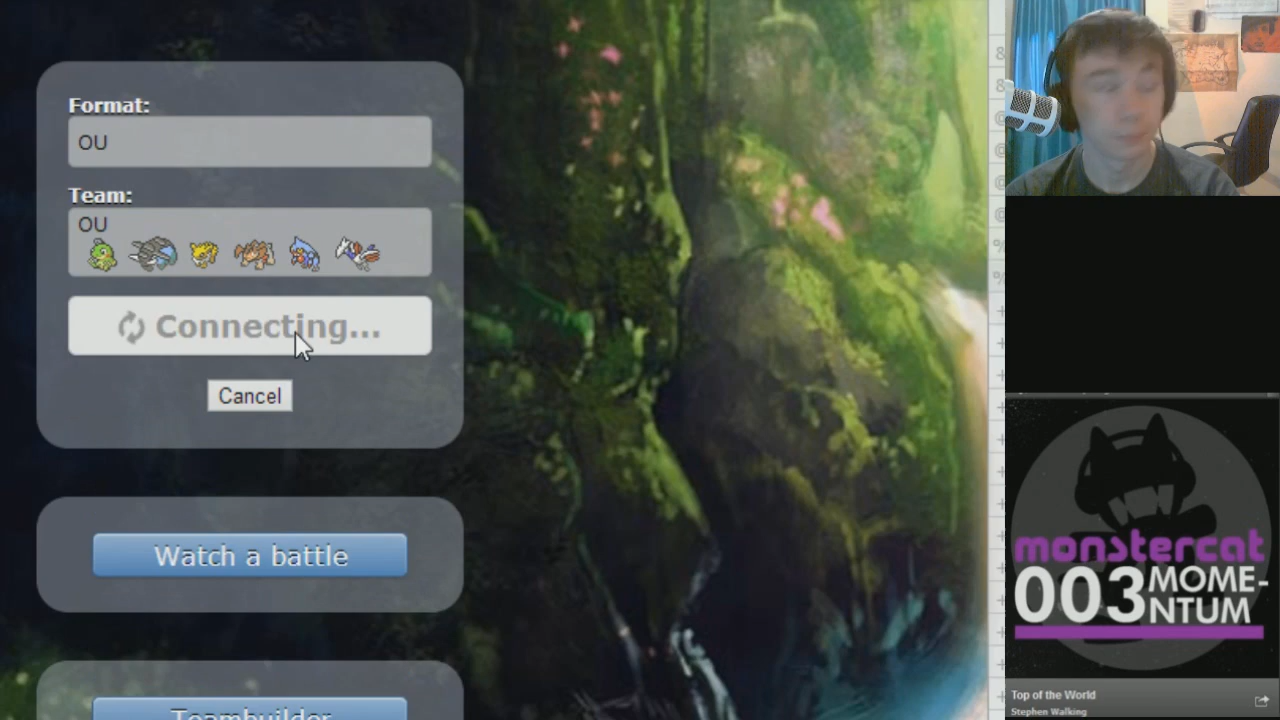 Format:
OU
Team:
OU
Connecting...
Cancel
Watch a battle
Teambuilder
monstercat
003 MOME-
NTUM
Top of the World
Stephen Walking